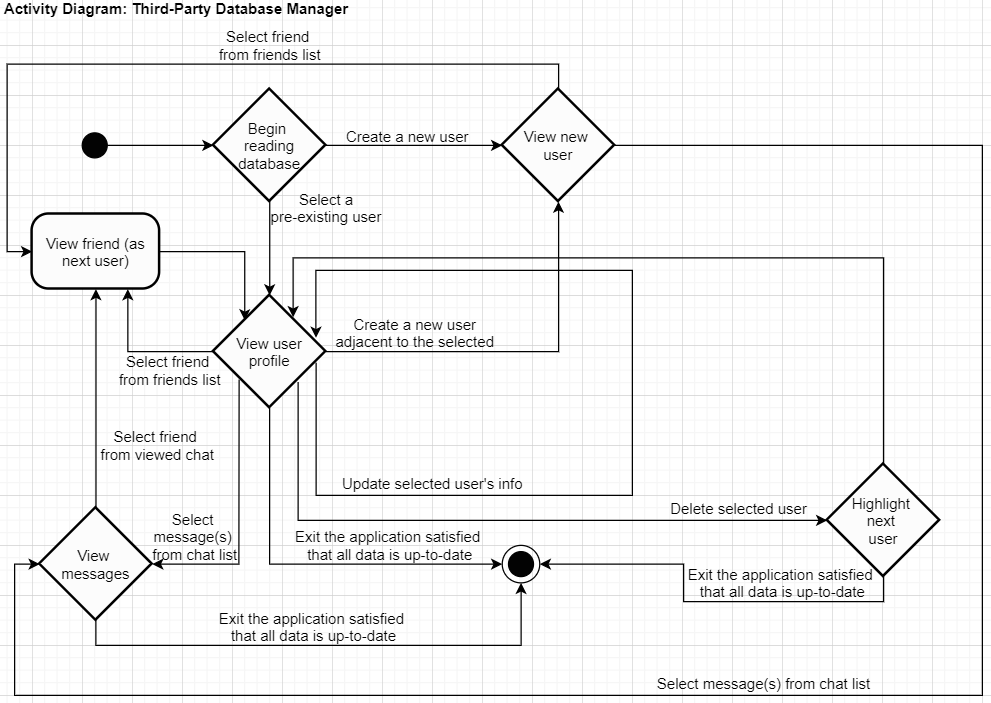 Activity Diagram: Third-Party Database Manager
Select friend
from friends list
Begin
reading
database
Create a new user
View new
user
Select a
pre-existing user
View friend (as
next user)
Create a new user
adjacent to the selected
View user
profile
Select friend
from friends list
Select friend
from viewed chat
Update selected user's info
Delete selected user
Highlight
next
user
Select
message(s)
from chat list
Exit the application satisfied
that all data is up-to-date
View
messages
Exit the application satisfied
that all data is up-to-date
Exit the application satisfied
that all data is up-to-date
Select message(s) from chat list